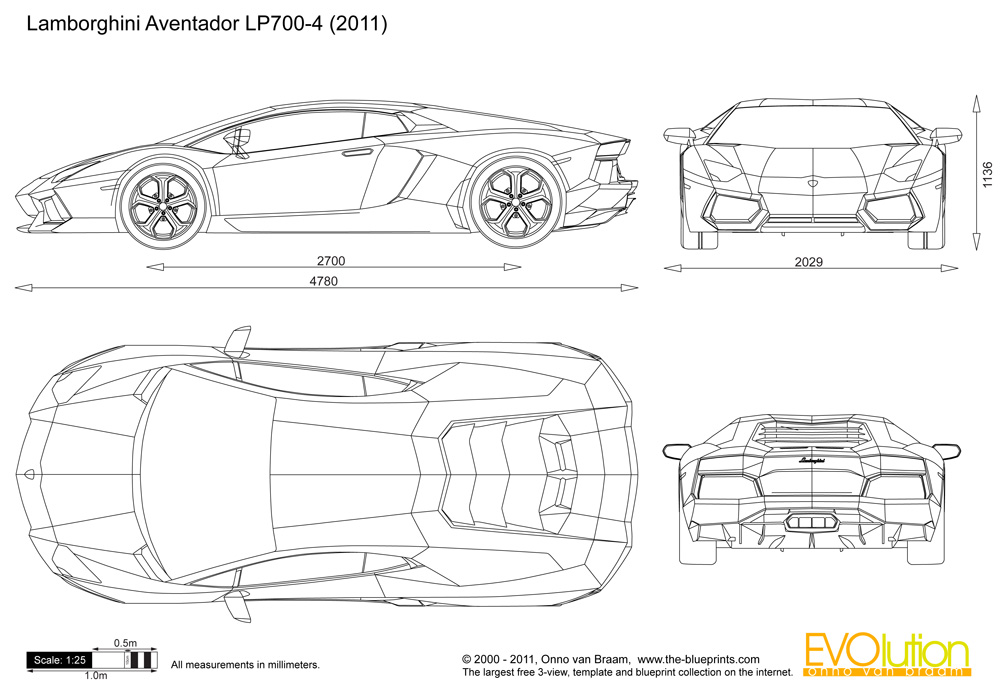 Lamborghini Aventador LP700-4 (2011)
1136
2700
4780
2029
Lamborghini
0.5m
Scale: 1:25
1.0m
All measurements in millimeters.
© 2000 - 2011, Onno van Braam, www.the-blueprints.com
The largest free 3-view, template and blueprint collection on the internet.
EVOlution
onno van braam